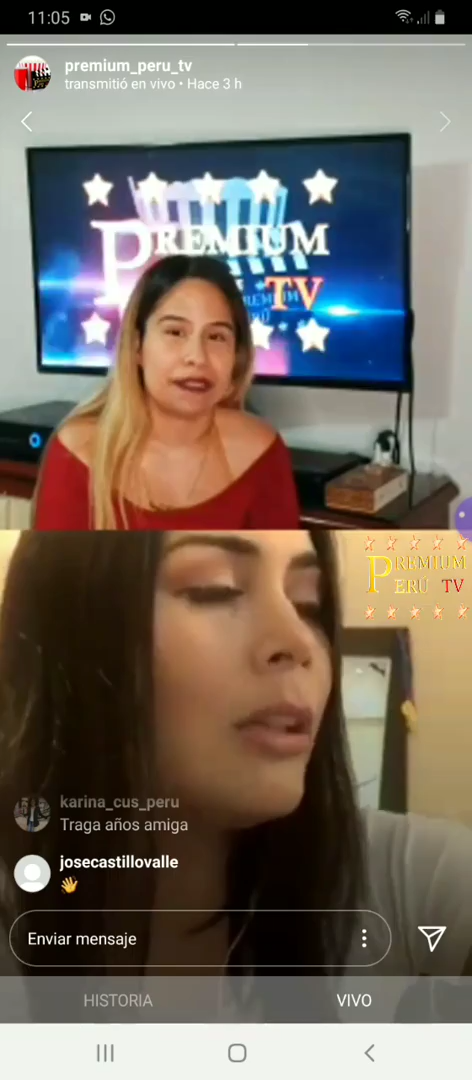 11:05
premium_peru_tv
transmitió en vivo • Hace 3 h
PREMIUM
TV
PREMIUM
PERÚ TV
karina_cus_peru
Traga años amiga
josecastillovalle
👋
Enviar mensaje
HISTORIA
VIVO